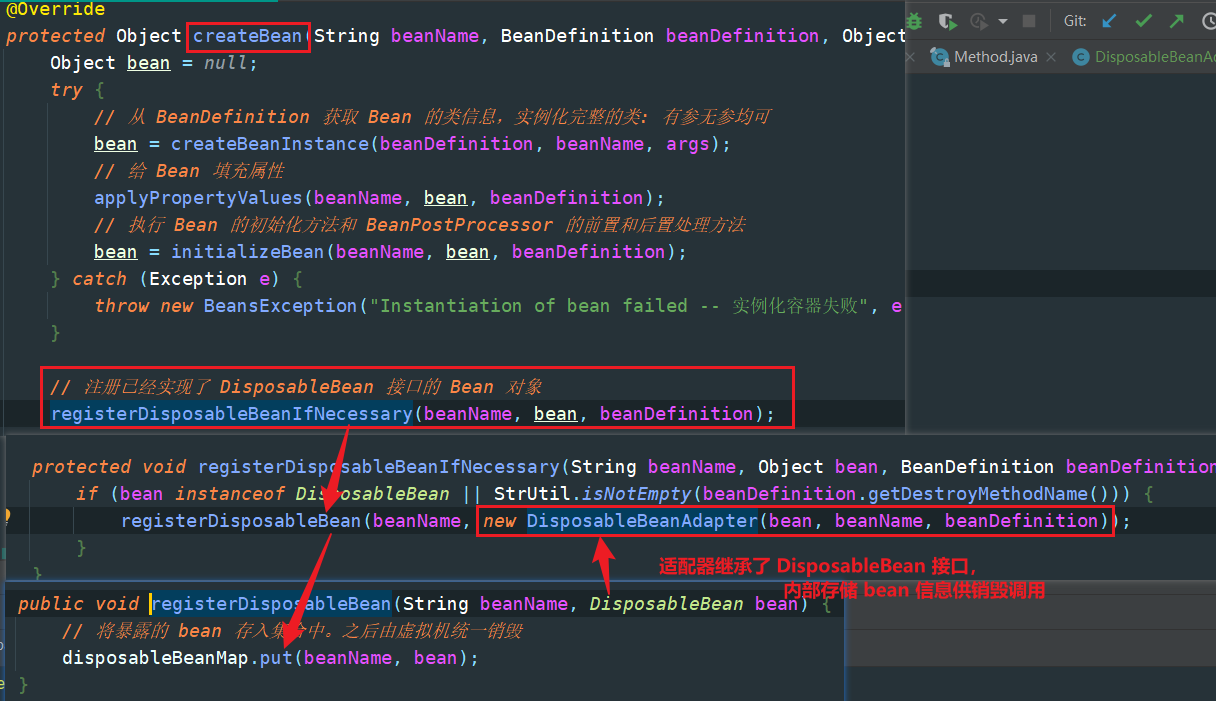 @Override
protected Object createBean(String beanName, BeanDefinition beanDefinition, Object
Object bean = null;
try {
// 从 BeanDefinition 获取 Bean 的类信息，实例化完整的类: 有参无参均可
bean = createBeanInstance(beanDefinition, beanName, args);
// 给 Bean 填充属性
applyPropertyValues(beanName, bean, beanDefinition);
// 执行 Bean 的初始化方法和 BeanPostProcessor 的前置和后置处理方法
bean = initializeBean(beanName, bean, beanDefinition);
} catch (Exception e) {
throw new BeansException("Instantiation of bean failed -- 实例化容器失败", e
}
// 注册已经实现了 DisposableBean 接口的 Bean 对象
registerDisposableBeanIfNecessary(beanName, bean, beanDefinition);
Git:
Method.java
DisposableBeanAd
protected void registerDisposableBeanIfNecessary(String beanName, Object bean, BeanDefinition beanDefinition
if (bean instanceof DisposableBean || StrUtil.isNotEmpty(beanDefinition.getDestroyMethodName())) {
registerDisposableBean(beanName, new DisposableBeanAdapter(bean, beanName, beanDefinition));
}
}
适配器继承了 DisposableBean 接口，
内部存储 bean 信息供销毁调用
public void registerDisposableBean(String beanName, DisposableBean bean) {
// 将暴露的 bean 存入集合中。之后由虚拟机统一销毁
disposableBeanMap.put(beanName, bean);
}